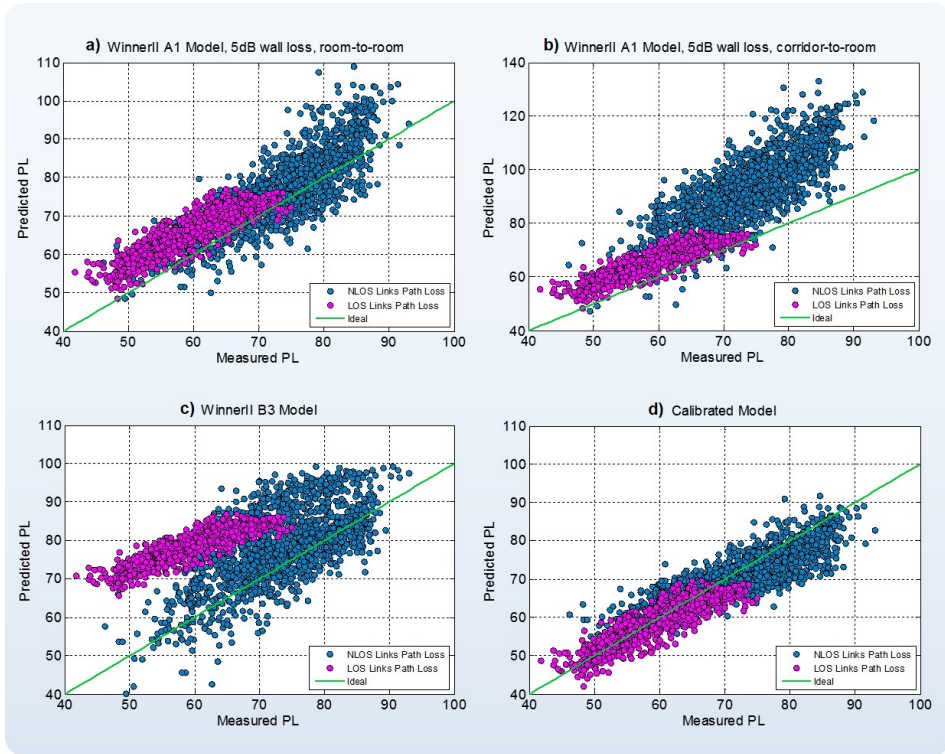 a) WinnerII A1 Model, 5dB wall loss, room-to-room
110
100
90
80
70
60
50
40
Predicted PL
40 50 60 70 80 90 100
Measured PL
NLOS Links Path Loss
LOS Links Path Loss
Ideal
b) WinnerII A1 Model, 5dB wall loss, corridor-to-room
140
120
100
80
60
40
Predicted PL
40 50 60 70 80 90 100
Measured PL
NLOS Links Path Loss
LOS Links Path Loss
Ideal
c) WinnerII B3 Model
110
100
90
80
70
60
50
40
Predicted PL
40 50 60 70 80 90 100
Measured PL
NLOS Links Path Loss
LOS Links Path Loss
Ideal
d) Calibrated Model
110
100
90
80
70
60
50
40
Predicted PL
40 50 60 70 80 90 100
Measured PL
NLOS Links Path Loss
LOS Links Path Loss
Ideal